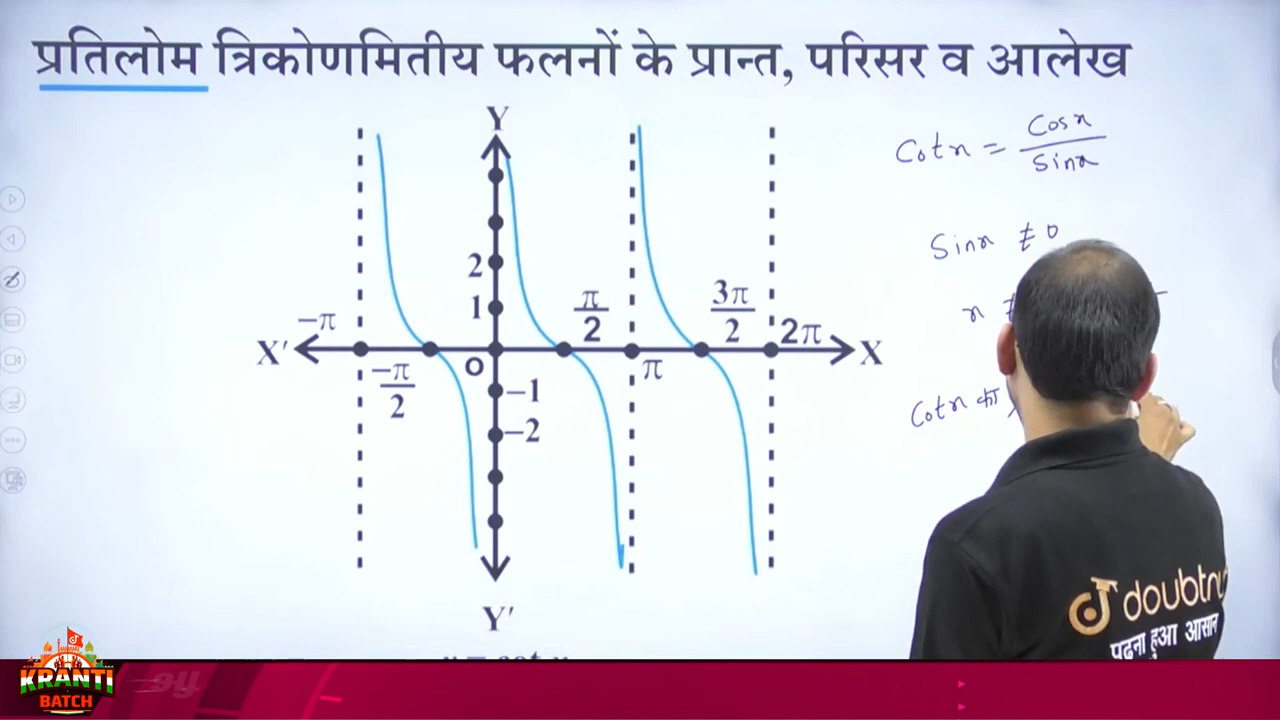 प्रतिलोम त्रिकोणमितीय फलनों के प्रान्त, परिसर व आलेख
Y
Cot x = Cos x / Sin x
Sin x ≠ 0
2
1
π/2
3π/2
x ≠
−π
X′
O
π
2π
X
−π/2
−1
−2
Cot x का
Y′
doubtnu
पढ़ना हुआ आसान
KRANTI
BATCH